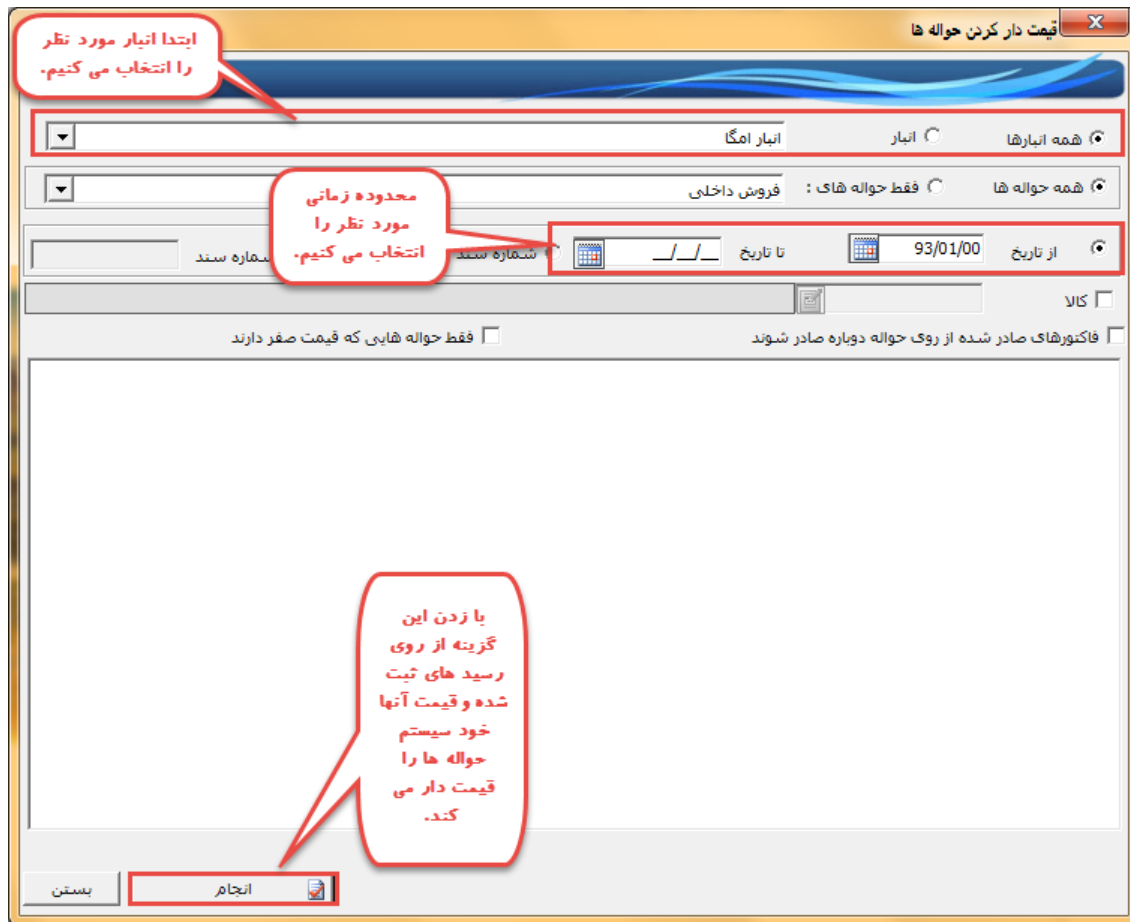 قیمت دار کردن حواله ها
ابتدا انبار مورد نظر
را انتخاب می کنیم.
همه انبارها
انبار
انبار امگا
همه حواله ها
فقط حواله های :
فروش داخلی
محدوده زمانی
مورد نظر را
انتخاب می کنیم.
از تاریخ
93/01/00
تا تاریخ
__/__/__
شماره سند
شماره سند
کالا
فاکتورهای صادر شده از روی حواله دوباره صادر شوند
فقط حواله هایی که قیمت صفر دارند
با زدن این
گزینه از روی
رسید های ثبت
شده و قیمت آنها
خود سیستم
حواله ها را
قیمت دار می
کند.
انجام
بستن